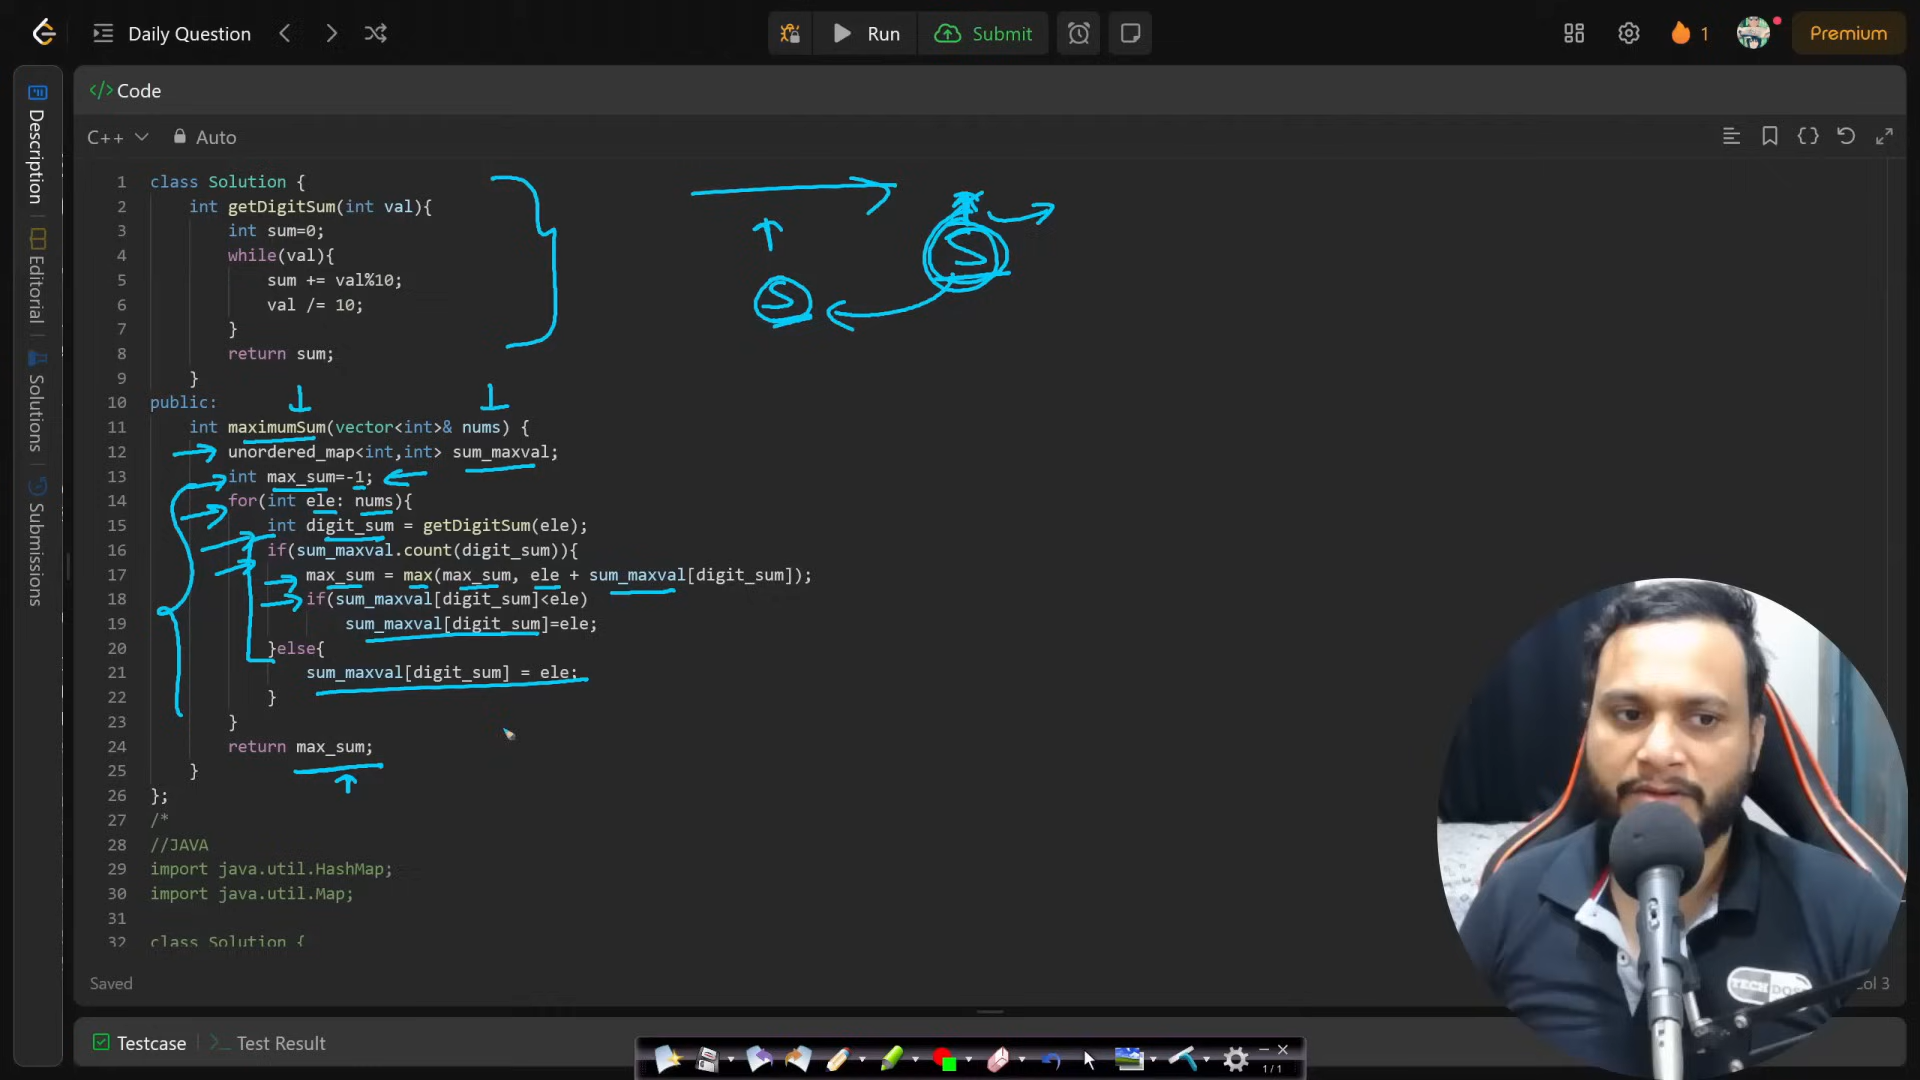 Daily Question
Run
Submit
1
Premium
Description
Editorial
Solutions
Submissions
</> Code
C++
Auto
1 class Solution {
2 int getDigitSum(int val){
3 int sum=0;
4 while(val){
5 sum += val%10;
6 val /= 10;
7 }
8 return sum;
9 }
10 public:
11 int maximumSum(vector<int>& nums) {
12 unordered_map<int,int> sum_maxval;
13 int max_sum=-1;
14 for(int ele: nums){
15 int digit_sum = getDigitSum(ele);
16 if(sum_maxval.count(digit_sum)){
17 max_sum = max(max_sum, ele + sum_maxval[digit_sum]);
18 if(sum_maxval[digit_sum]<ele)
19 sum_maxval[digit_sum]=ele;
20 }else{
21 sum_maxval[digit_sum] = ele;
22 }
23 }
24 return max_sum;
25 }
26 };
27 /*
28 //JAVA
29 import java.util.HashMap;
30 import java.util.Map;
31
32 class Solution {
S
S
Saved
Col 3
TECH DOSE
Testcase
Test Result
1/1